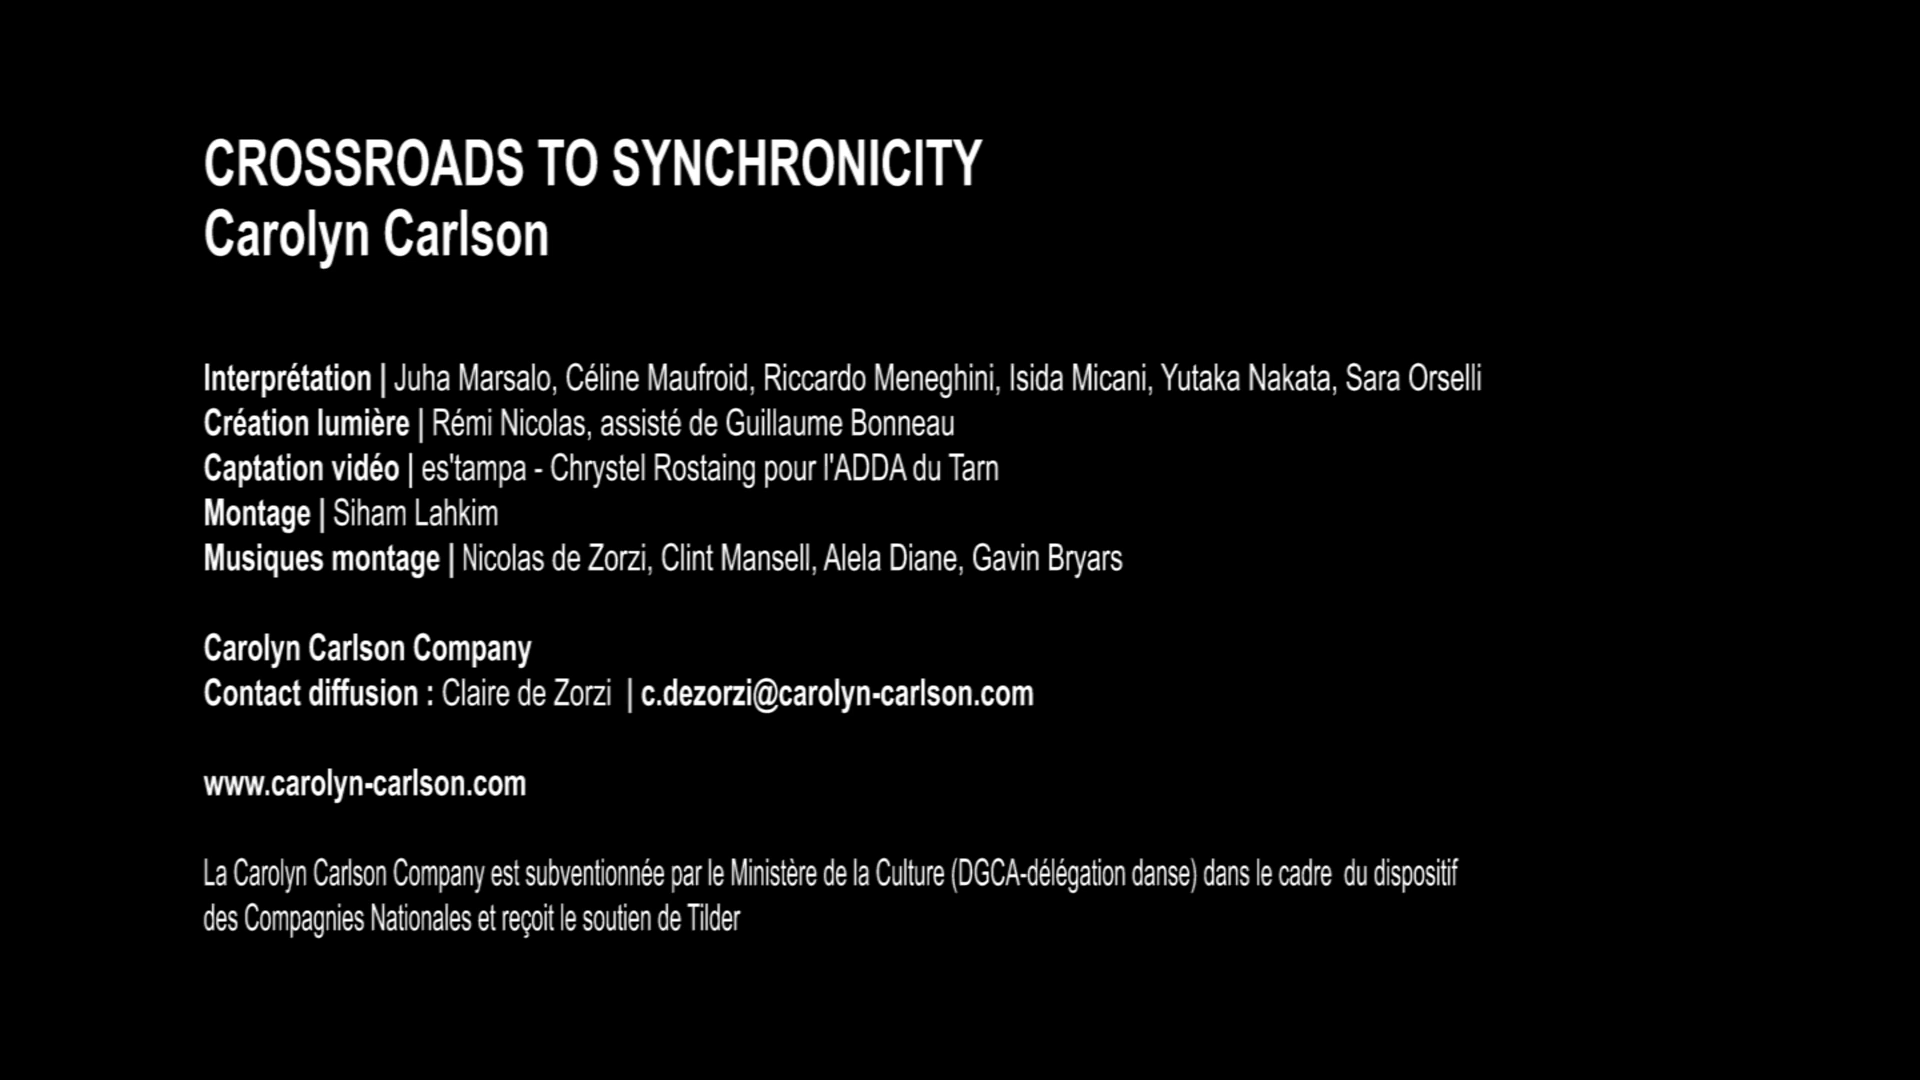 CROSSROADS TO SYNCHRONICITY
Carolyn Carlson
Interprétation | Juha Marsalo, Céline Maufroid, Riccardo Meneghini, Isida Micani, Yutaka Nakata, Sara Orselli
Création lumière | Rémi Nicolas, assisté de Guillaume Bonneau
Captation vidéo | es'tampa - Chrystel Rostaing pour l'ADDA du Tarn
Montage | Siham Lahkim
Musiques montage | Nicolas de Zorzi, Clint Mansell, Alela Diane, Gavin Bryars
Carolyn Carlson Company
Contact diffusion : Claire de Zorzi | c.dezorzi@carolyn-carlson.com
www.carolyn-carlson.com
La Carolyn Carlson Company est subventionnée par le Ministère de la Culture (DGCA-délégation danse) dans le cadre du dispositif
des Compagnies Nationales et reçoit le soutien de Tilder